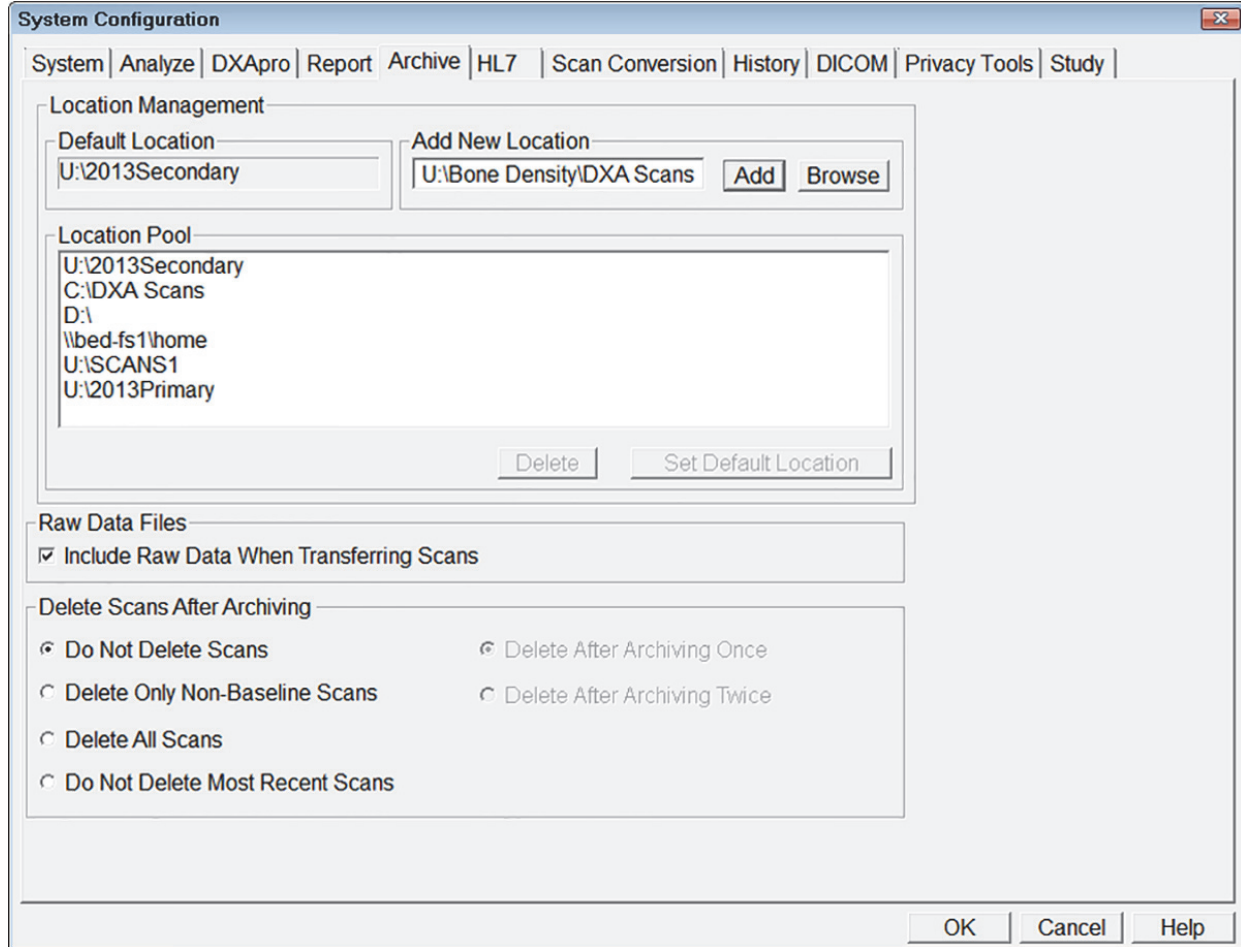 System Configuration
System Analyze DXApro Report Archive HL7 Scan Conversion History DICOM Privacy Tools Study
Location Management
Default Location
U:\2013Secondary
Add New Location
U:\Bone Density\DXA Scans Add Browse
Location Pool
U:\2013Secondary
C:\DXA Scans
D:\
\\bed-fs1\home
U:\SCANS1
U:\2013Primary
Delete Set Default Location
Raw Data Files
Include Raw Data When Transferring Scans
Delete Scans After Archiving
Do Not Delete Scans Delete After Archiving Once
Delete Only Non-Baseline Scans Delete After Archiving Twice
Delete All Scans
Do Not Delete Most Recent Scans
OK Cancel Help